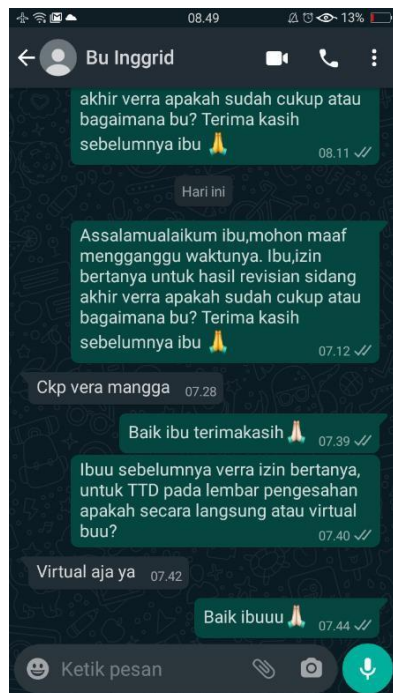 08.49
13%
Bu Inggrid
akhir verra apakah sudah cukup atau
bagaimana bu? Terima kasih
sebelumnya ibu 🙏
08.11
Hari ini
Assalamualaikum ibu,mohon maaf
mengganggu waktunya. Ibu,izin
bertanya untuk hasil revisian sidang
akhir verra apakah sudah cukup atau
bagaimana bu? Terima kasih
sebelumnya ibu 🙏
07.12
Ckp vera mangga 07.28
Baik ibu terimakasih 🙏🏻 07.39
Ibuu sebelumnya verra izin bertanya,
untuk TTD pada lembar pengesahan
apakah secara langsung atau virtual
buu?
07.40
Virtual aja ya 07.42
Baik ibuuu 🙏🏻 07.44
Ketik pesan